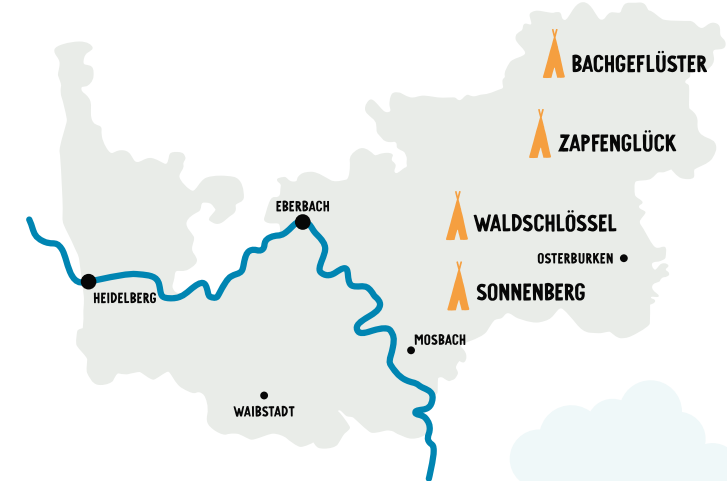 BACHGEFLÜSTER
ZAPFENGLÜCK
EBERBACH
WALDSCHLÖSSEL
OSTERBURKEN
HEIDELBERG
SONNENBERG
MOSBACH
WAIBSTADT